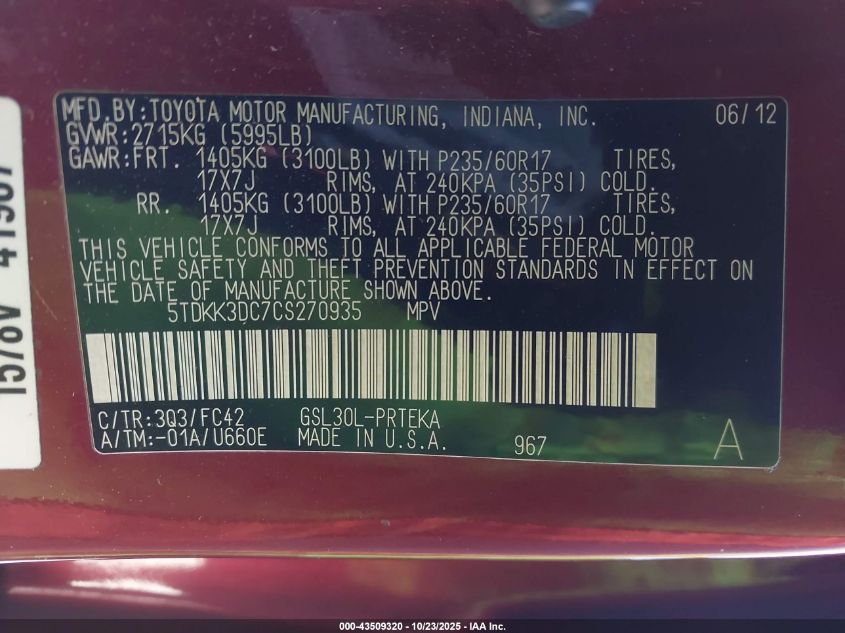 MFD.BY:TOYOTA MOTOR MANUFACTURING, INDIANA, INC. 06/12
GVWR:2715KG (5995LB)
GAWR:FRT. 1405KG (3100LB) WITH P235/60R17 TIRES,
17X7J RIMS, AT 240KPA (35PSI) COLD.
RR. 1405KG (3100LB) WITH P235/60R17 TIRES,
17X7J RIMS, AT 240KPA (35PSI) COLD.
THIS VEHICLE CONFORMS TO ALL APPLICABLE FEDERAL MOTOR
VEHICLE SAFETY AND THEFT PREVENTION STANDARDS IN EFFECT ON
THE DATE OF MANUFACTURE SHOWN ABOVE.
5TDKK3DC7CS270935 MPV
C/TR:3Q3/FC42 GSL30L-PRTEKA
A/TM:-01A/U660E MADE IN U.S.A. 967 A
000-43509320 - 10/23/2025 - IAA Inc.